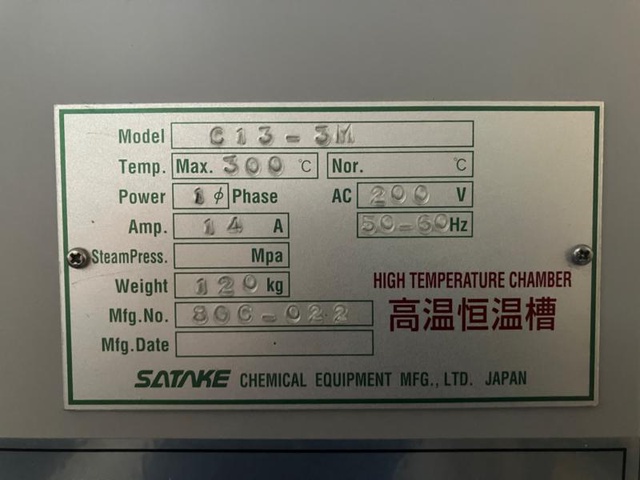 Model C13-3M
Temp. Max. 300 °C Nor. °C
Power 1φ Phase AC 200 V
Amp. 14 A 50-60Hz
SteamPress. Mpa
Weight 120 kg
HIGH TEMPERATURE CHAMBER
Mfg.No. 806-022
高温恒温槽
Mfg.Date
SATAKE CHEMICAL EQUIPMENT MFG., LTD. JAPAN